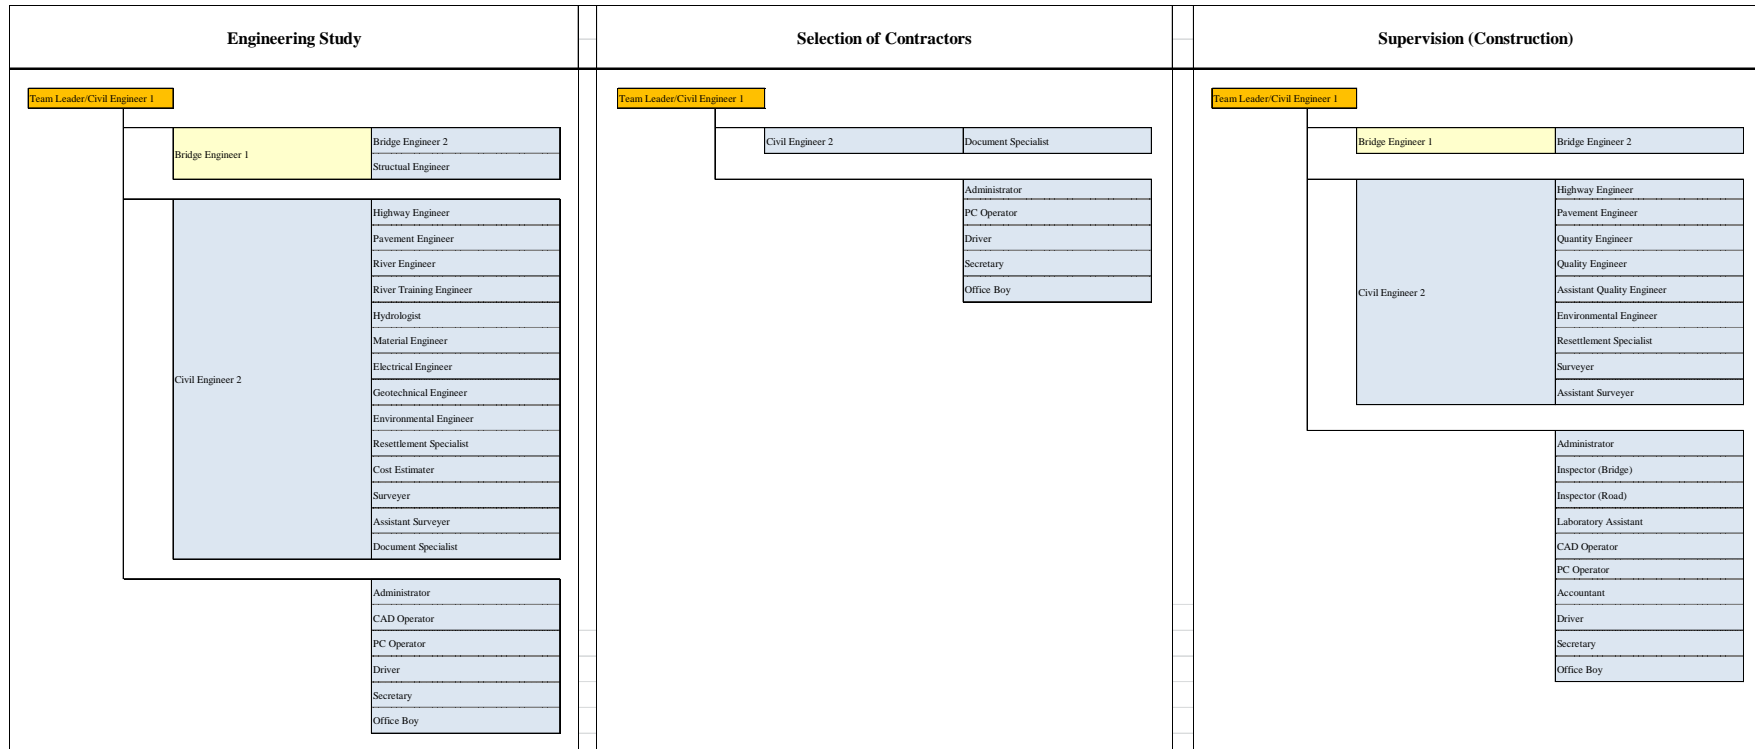 Engineering Study
Team Leader/Civil Engineer 1
Bridge Engineer 1
Bridge Engineer 2
Structual Engineer
Civil Engineer 2
Highway Engineer
Pavement Engineer
River Engineer
River Training Engineer
Hydrologist
Material Engineer
Electrical Engineer
Geotechnical Engineer
Environmental Engineer
Resettlement Specialist
Cost Estimater
Surveyer
Assistant Surveyer
Document Specialist
Administrator
CAD Operator
PC Operator
Driver
Secretary
Office Boy
Selection of Contractors
Team Leader/Civil Engineer 1
Civil Engineer 2
Document Specialist
Administrator
PC Operator
Driver
Secretary
Office Boy
Supervision (Construction)
Team Leader/Civil Engineer 1
Bridge Engineer 1
Bridge Engineer 2
Civil Engineer 2
Highway Engineer
Pavement Engineer
Quantity Engineer
Quality Engineer
Assistant Quality Engineer
Environmental Engineer
Resettlement Specialist
Surveyer
Assistant Surveyer
Administrator
Inspector (Bridge)
Inspector (Road)
Laboratory Assistant
CAD Operator
PC Operator
Accountant
Driver
Secretary
Office Boy